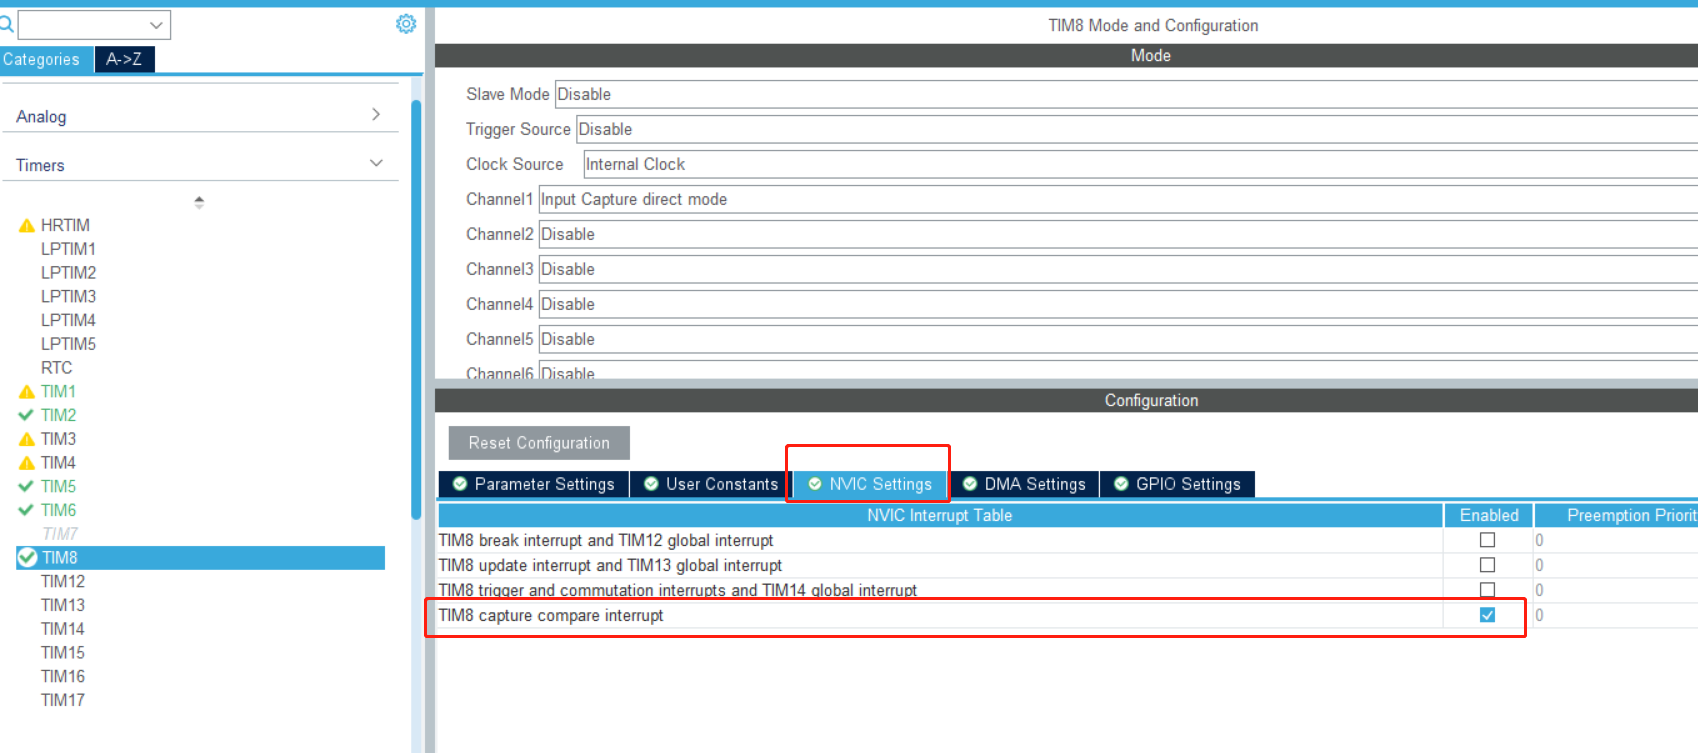 TIM8 Mode and Configuration
Categories
A->Z
Mode
Analog
Timers
HRTIM
LPTIM1
LPTIM2
LPTIM3
LPTIM4
LPTIM5
RTC
TIM1
TIM2
TIM3
TIM4
TIM5
TIM6
TIM7
TIM8
TIM12
TIM13
TIM14
TIM15
TIM16
TIM17
Slave Mode Disable
Trigger Source Disable
Clock Source Internal Clock
Channel1 Input Capture direct mode
Channel2 Disable
Channel3 Disable
Channel4 Disable
Channel5 Disable
Channel6 Disable
Configuration
Reset Configuration
Parameter Settings
User Constants
NVIC Settings
DMA Settings
GPIO Settings
NVIC Interrupt Table Enabled Preemption Priorit
TIM8 break interrupt and TIM12 global interrupt 0
TIM8 update interrupt and TIM13 global interrupt 0
TIM8 trigger and commutation interrupts and TIM14 global interrupt 0
TIM8 capture compare interrupt 0